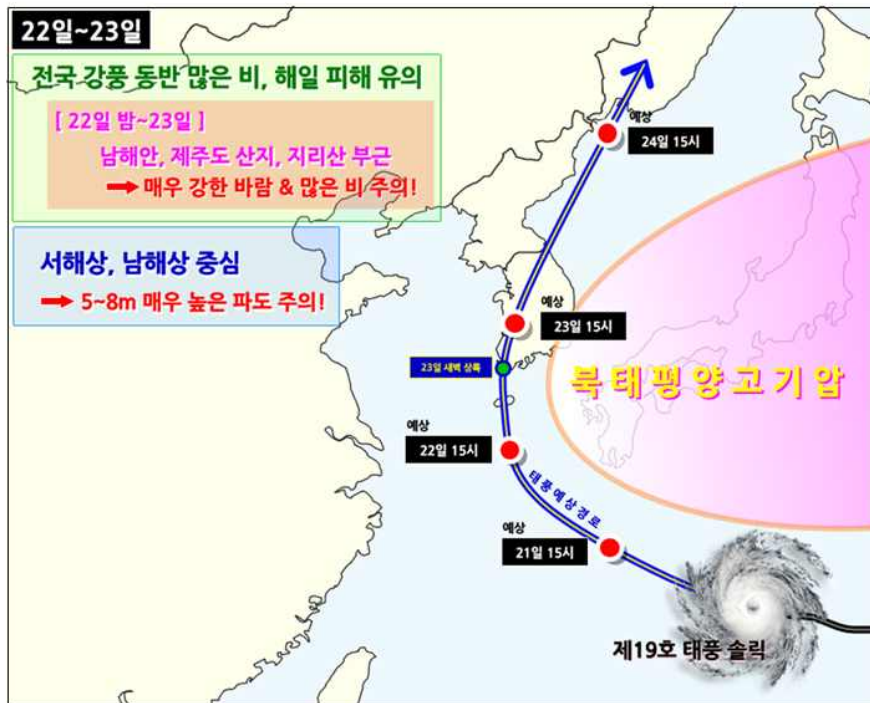 22일~23일
전국 강풍 동반 많은 비, 해일 피해 유의
[ 22일 밤~23일 ]
남해안, 제주도 산지, 지리산 부근
➡ 매우 강한 바람 & 많은 비 주의!
서해상, 남해상 중심
➡ 5~8m 매우 높은 파도 주의!
예상
24일 15시
예상
23일 15시
23일 새벽 상륙
북태평양고기압
예상
22일 15시
태풍예상경로
예상
21일 15시
제19호 태풍 솔릭